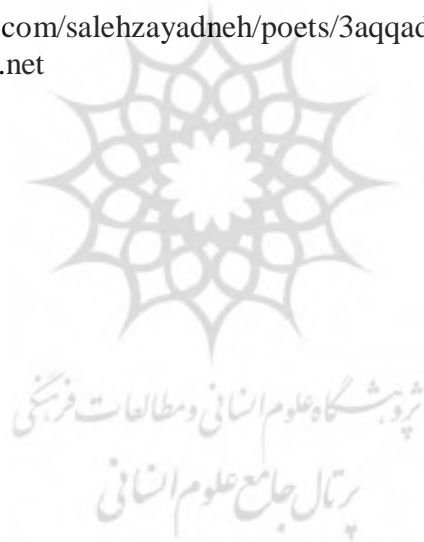 com/salehzayadneh/poets/3aqqad
.net
پژوهشگاه علوم انسانی و مطالعات فرهنگی
پرتال جامع علوم انسانی